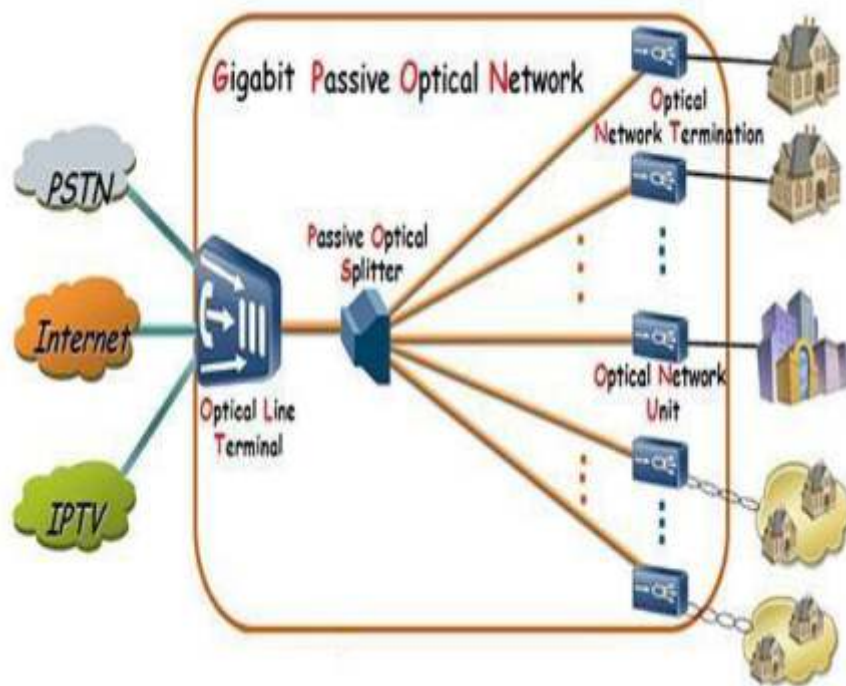 Gigabit Passive Optical Network
Optical
Network Termination
PSTN
Passive Optical
Splitter
Internet
Optical Line
Terminal
Optical Network
Unit
IPTV